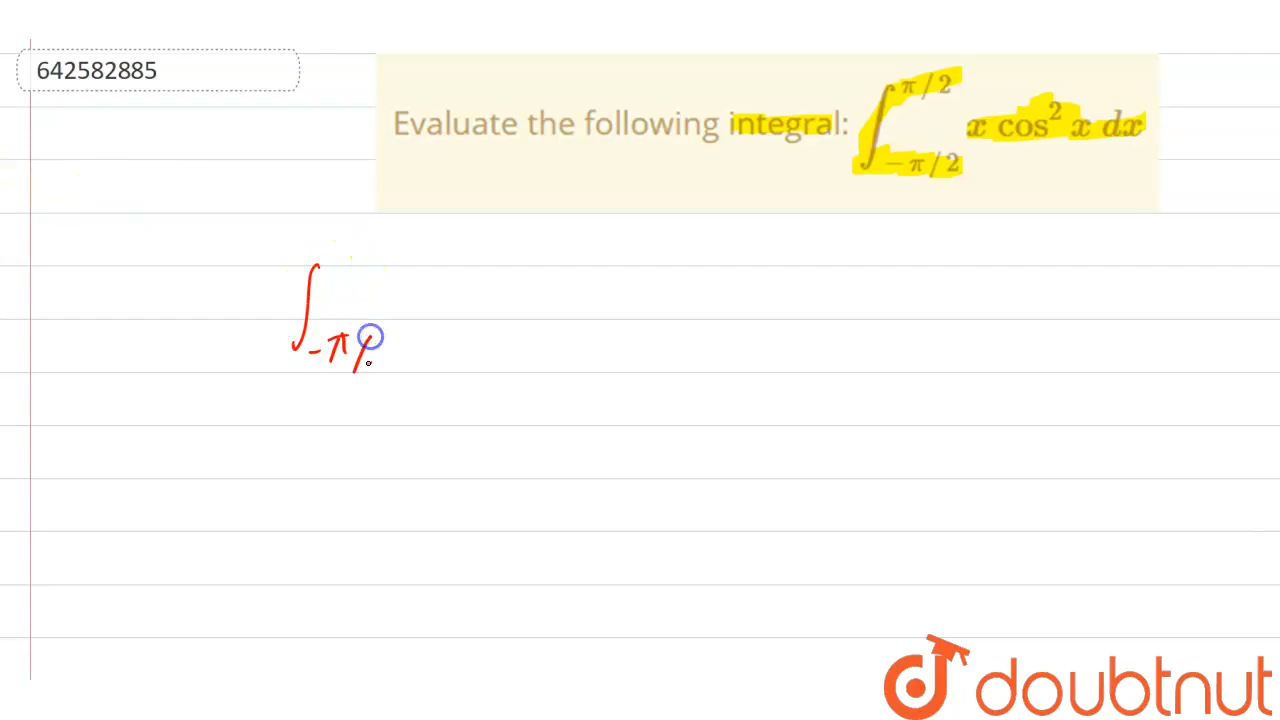 642582885
Evaluate the following integral: ∫_{-π/2}^{π/2} x cos² x dx
∫_{-π/
doubtnut